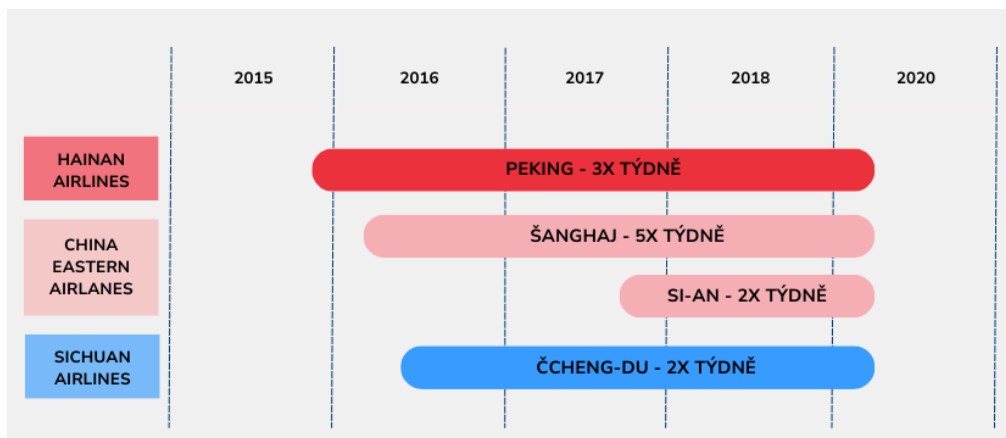 2015
2016
2017
2018
2020
HAINAN
AIRLINES
PEKING - 3X TÝDNĚ
CHINA
EASTERN
AIRLANES
ŠANGHAJ - 5X TÝDNĚ
SI-AN - 2X TÝDNĚ
SICHUAN
AIRLINES
ČCHENG-DU - 2X TÝDNĚ